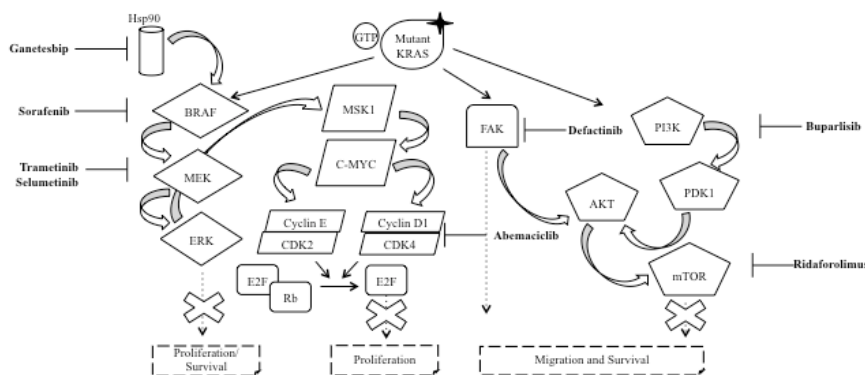 Hsp90
GTP
Mutant
KRAS
Ganetesbip
Sorafenib
BRAF
MSK1
FAK
Defactinib
PI3K
Buparlisib
Trametinib
Selumetinib
MEK
C-MYC
AKT
PDK1
Cyclin E
CDK2
Cyclin D1
CDK4
Abemaciclib
ERK
E2F
Rb
E2F
mTOR
Ridaforolimus
Proliferation/
Survival
Proliferation
Migration and Survival